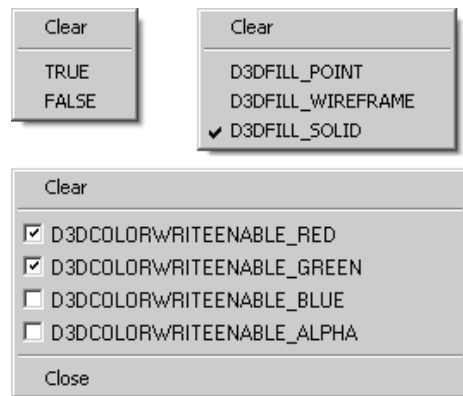 Clear
TRUE
FALSE
Clear
D3DFILL_POINT
D3DFILL_WIREFRAME
D3DFILL_SOLID
Clear
D3DCOLORWRITEENABLE_RED
D3DCOLORWRITEENABLE_GREEN
D3DCOLORWRITEENABLE_BLUE
D3DCOLORWRITEENABLE_ALPHA
Close